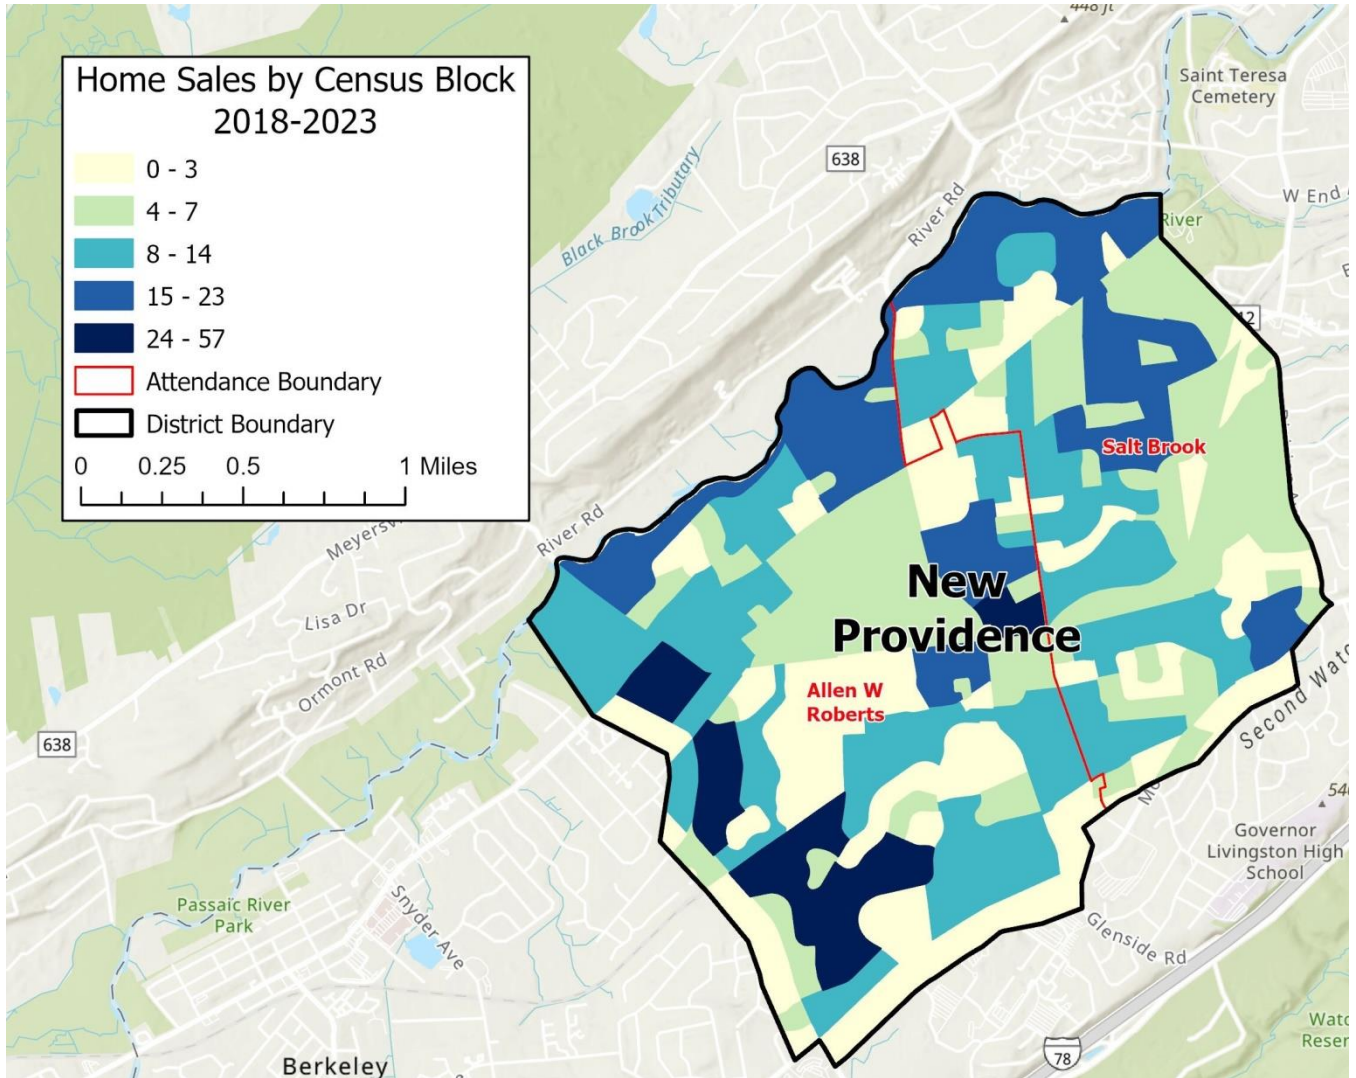 Home Sales by Census Block
2018-2023
0 - 3
4 - 7
8 - 14
15 - 23
24 - 57
Attendance Boundary
District Boundary
0 0.25 0.5 1 Miles
448 ft
Saint Teresa
Cemetery
638
W End
River Rd
River
Black Brook Tributary
12
Salt Brook
River Rd
Lisa Dr
New
Providence
Ormont Rd
Allen W
Roberts
638
Second
Governor
Livingston High
School
Passaic River
Park
Snyder Ave
Glenside Rd
78
Berkeley